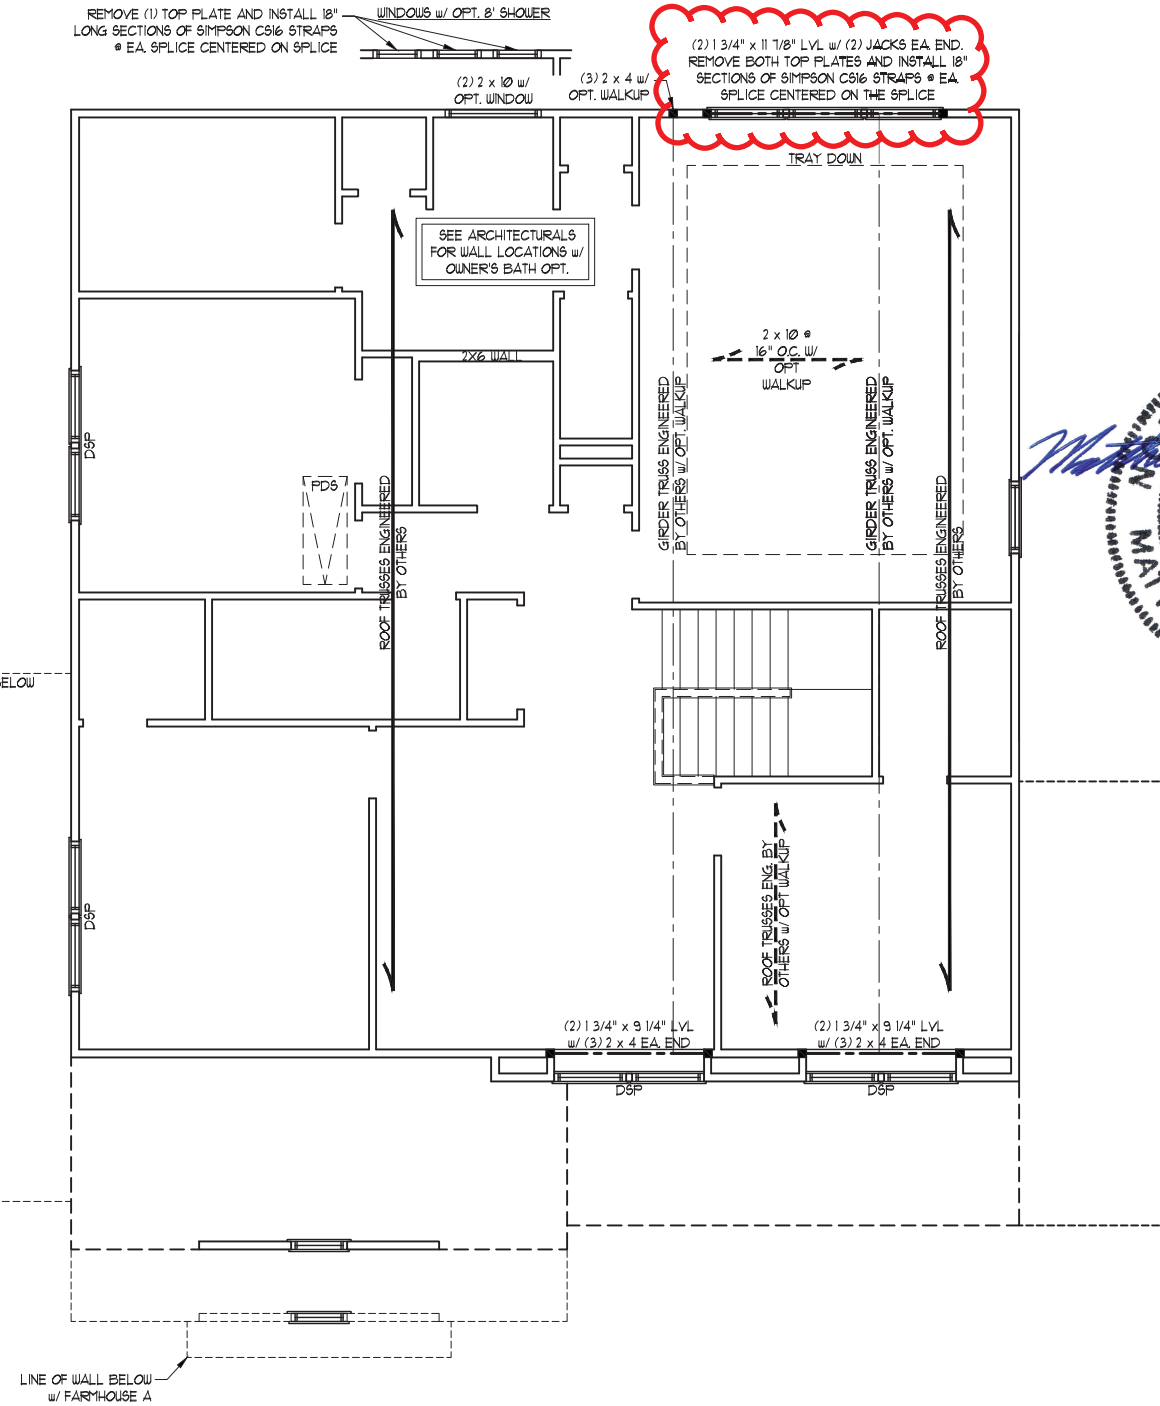 REMOVE (1) TOP PLATE AND INSTALL 18"
LONG SECTIONS OF SIMPSON CS16 STRAPS
@ EA. SPLICE CENTERED ON SPLICE
WINDOWS w/ OPT. 8' SHOWER
(2) 2 x 10 w/
OPT. WINDOW
(3) 2 x 4 w/
OPT. WALKUP
(2) 1 3/4" x 11 7/8" LVL w/ (2) JACKS EA. END.
REMOVE BOTH TOP PLATES AND INSTALL 18"
SECTIONS OF SIMPSON CS16 STRAPS @ EA.
SPLICE CENTERED ON THE SPLICE
TRAY DOWN
SEE ARCHITECTURALS
FOR WALL LOCATIONS w/
OWNER'S BATH OPT.
2 x 10 @
16" O.C. W/
OPT
WALKUP
2X6 WALL
GIRDER TRUSS ENGINEERED
BY OTHERS w/ OPT. WALKUP
GIRDER TRUSS ENGINEERED
BY OTHERS w/ OPT. WALKUP
DSP
PDS
ROOF TRUSSES ENGINEERED
BY OTHERS
ROOF TRUSSES ENGINEERED
BY OTHERS
MAT
ELOW
ROOF TRUSSES ENG. BY
OTHERS w/ OPT WALKUP
DSP
(2) 1 3/4" x 9 1/4" LVL
w/ (3) 2 x 4 EA. END
(2) 1 3/4" x 9 1/4" LVL
w/ (3) 2 x 4 EA. END
DSP
DSP
LINE OF WALL BELOW
w/ FARMHOUSE A